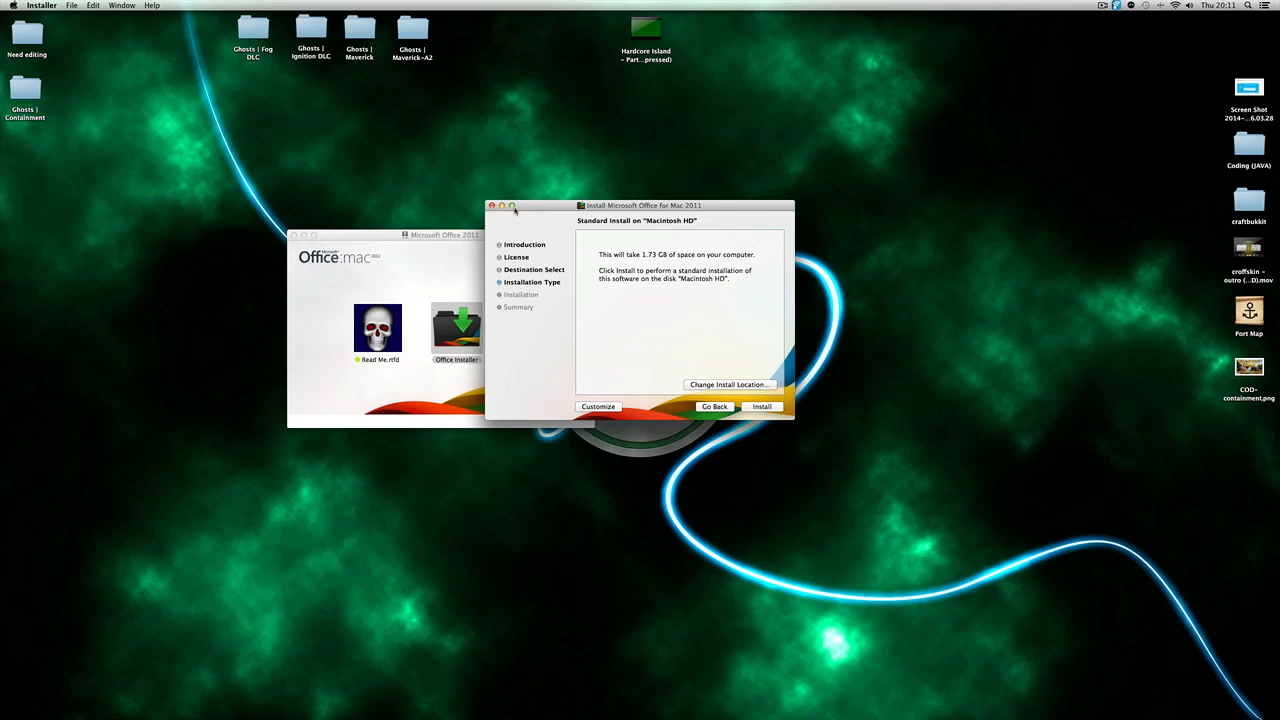 Installer File Edit Window Help
Thu 20:11
Need editing
Ghosts | Fog
DLC
Ghosts |
Ignition DLC
Ghosts |
Maverick
Ghosts |
Maverick-A2
Hardcore Island
- Part...pressed)
Ghosts |
Containment
Screen Shot
2014-...6.03.28
Coding (JAVA)
craftbukkit
croffskin -
outro (...D).mov
Port Map
COD-
containment.png
Microsoft Office 2011
Microsoft
Office:mac 2011
Read Me.rtfd
Office Installer
Install Microsoft Office for Mac 2011
Standard Install on "Macintosh HD"
Introduction
License
Destination Select
Installation Type
Installation
Summary
This will take 1.73 GB of space on your computer.
Click Install to perform a standard installation of
this software on the disk "Macintosh HD".
Change Install Location...
Customize
Go Back
Install